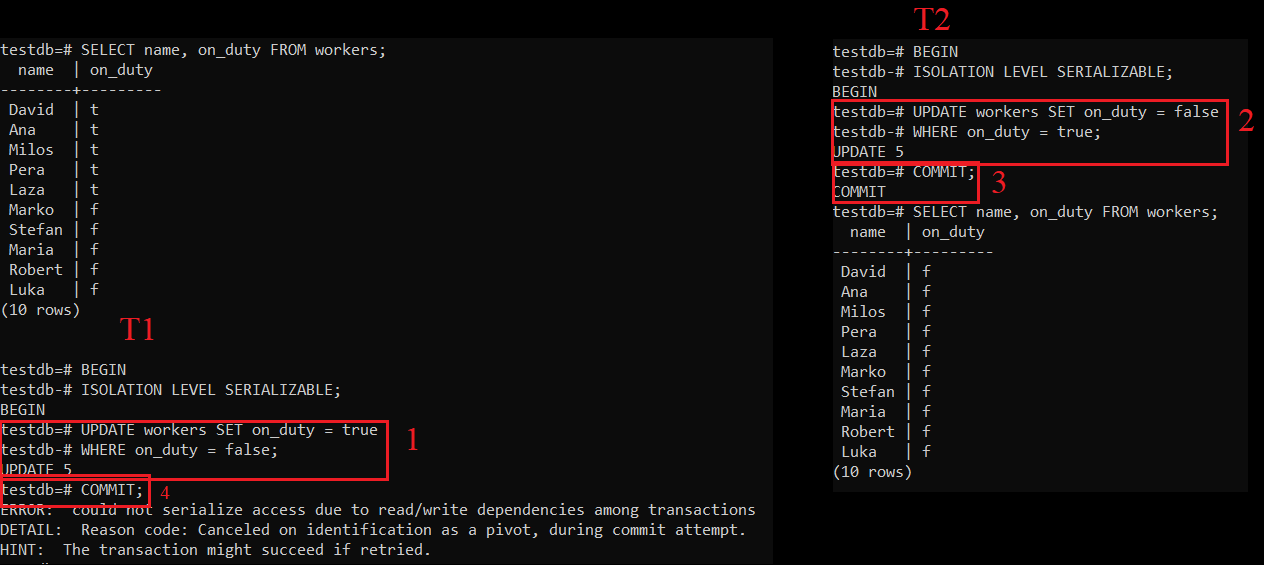 testdb=# SELECT name, on_duty FROM workers;
  name  | on_duty
--------+---------
 David  | t
 Ana    | t
 Milos  | t
 Pera   | t
 Laza   | t
 Marko  | f
 Stefan | f
 Maria  | f
 Robert | f
 Luka   | f
(10 rows)
T1
testdb=# BEGIN
testdb-# ISOLATION LEVEL SERIALIZABLE;
BEGIN
testdb=# UPDATE workers SET on_duty = true
testdb-# WHERE on_duty = false;
1
UPDATE 5
testdb=# COMMIT;
4
ERROR:  could not serialize access due to read/write dependencies among transactions
DETAIL:  Reason code: Canceled on identification as a pivot, during commit attempt.
HINT:  The transaction might succeed if retried.
T2
testdb=# BEGIN
testdb-# ISOLATION LEVEL SERIALIZABLE;
BEGIN
testdb=# UPDATE workers SET on_duty = false
2
testdb-# WHERE on_duty = true;
UPDATE 5
testdb=# COMMIT;
3
COMMIT
testdb=# SELECT name, on_duty FROM workers;
  name  | on_duty
--------+---------
 David  | f
 Ana    | f
 Milos  | f
 Pera   | f
 Laza   | f
 Marko  | f
 Stefan | f
 Maria  | f
 Robert | f
 Luka   | f
(10 rows)